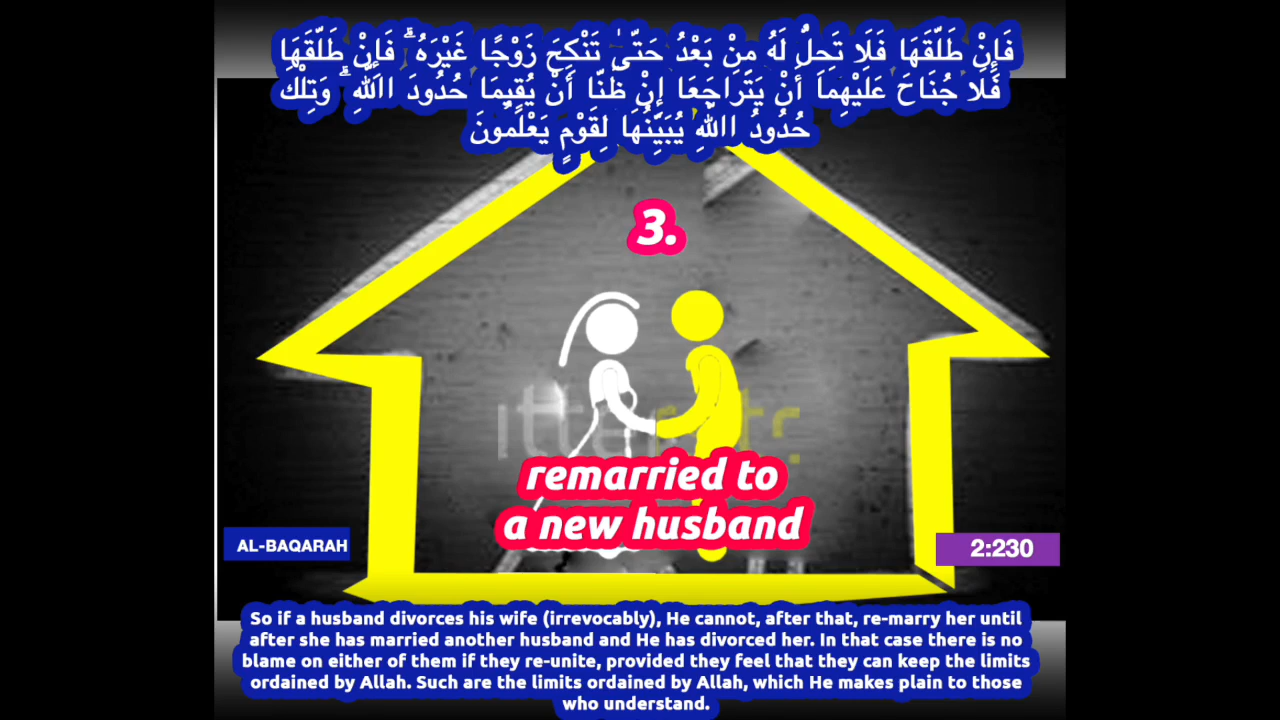 فَإِنْ طَلَّقَهَا فَلَا تَحِلُّ لَهُ مِنْ بَعْدُ حَتَّىٰ تَنْكِحَ زَوْجًا غَيْرَهُ ۗ فَإِنْ طَلَّقَهَا
فَلَا جُنَاحَ عَلَيْهِمَا أَنْ يَتَرَاجَعَا إِنْ ظَنَّا أَنْ يُقِيمَا حُدُودَ اللَّهِ ۗ وَتِلْكَ
حُدُودُ اللَّهِ يُبَيِّنُهَا لِقَوْمٍ يَعْلَمُونَ
3.
remarried to
a new husband
AL-BAQARAH
2:230
So if a husband divorces his wife (irrevocably), He cannot, after that, re-marry her until
after she has married another husband and He has divorced her. In that case there is no
blame on either of them if they re-unite, provided they feel that they can keep the limits
ordained by Allah. Such are the limits ordained by Allah, which He makes plain to those
who understand.